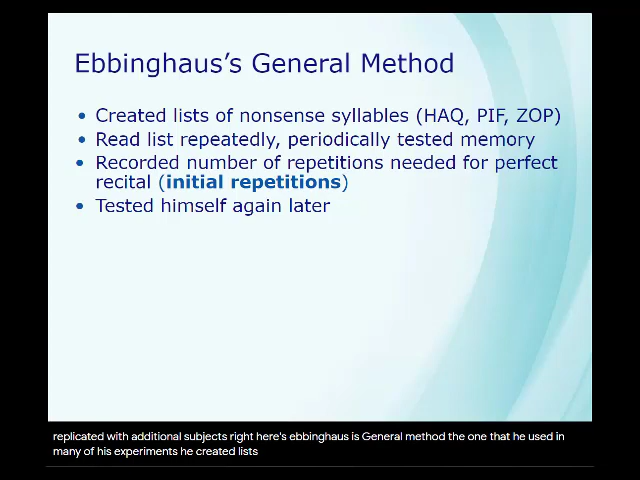 Ebbinghaus's General Method
• Created lists of nonsense syllables (HAQ, PIF, ZOP)
• Read list repeatedly, periodically tested memory
• Recorded number of repetitions needed for perfect
recital (initial repetitions)
• Tested himself again later
replicated with additional subjects right here's ebbinghaus is General method the one that he used in
many of his experiments he created lists